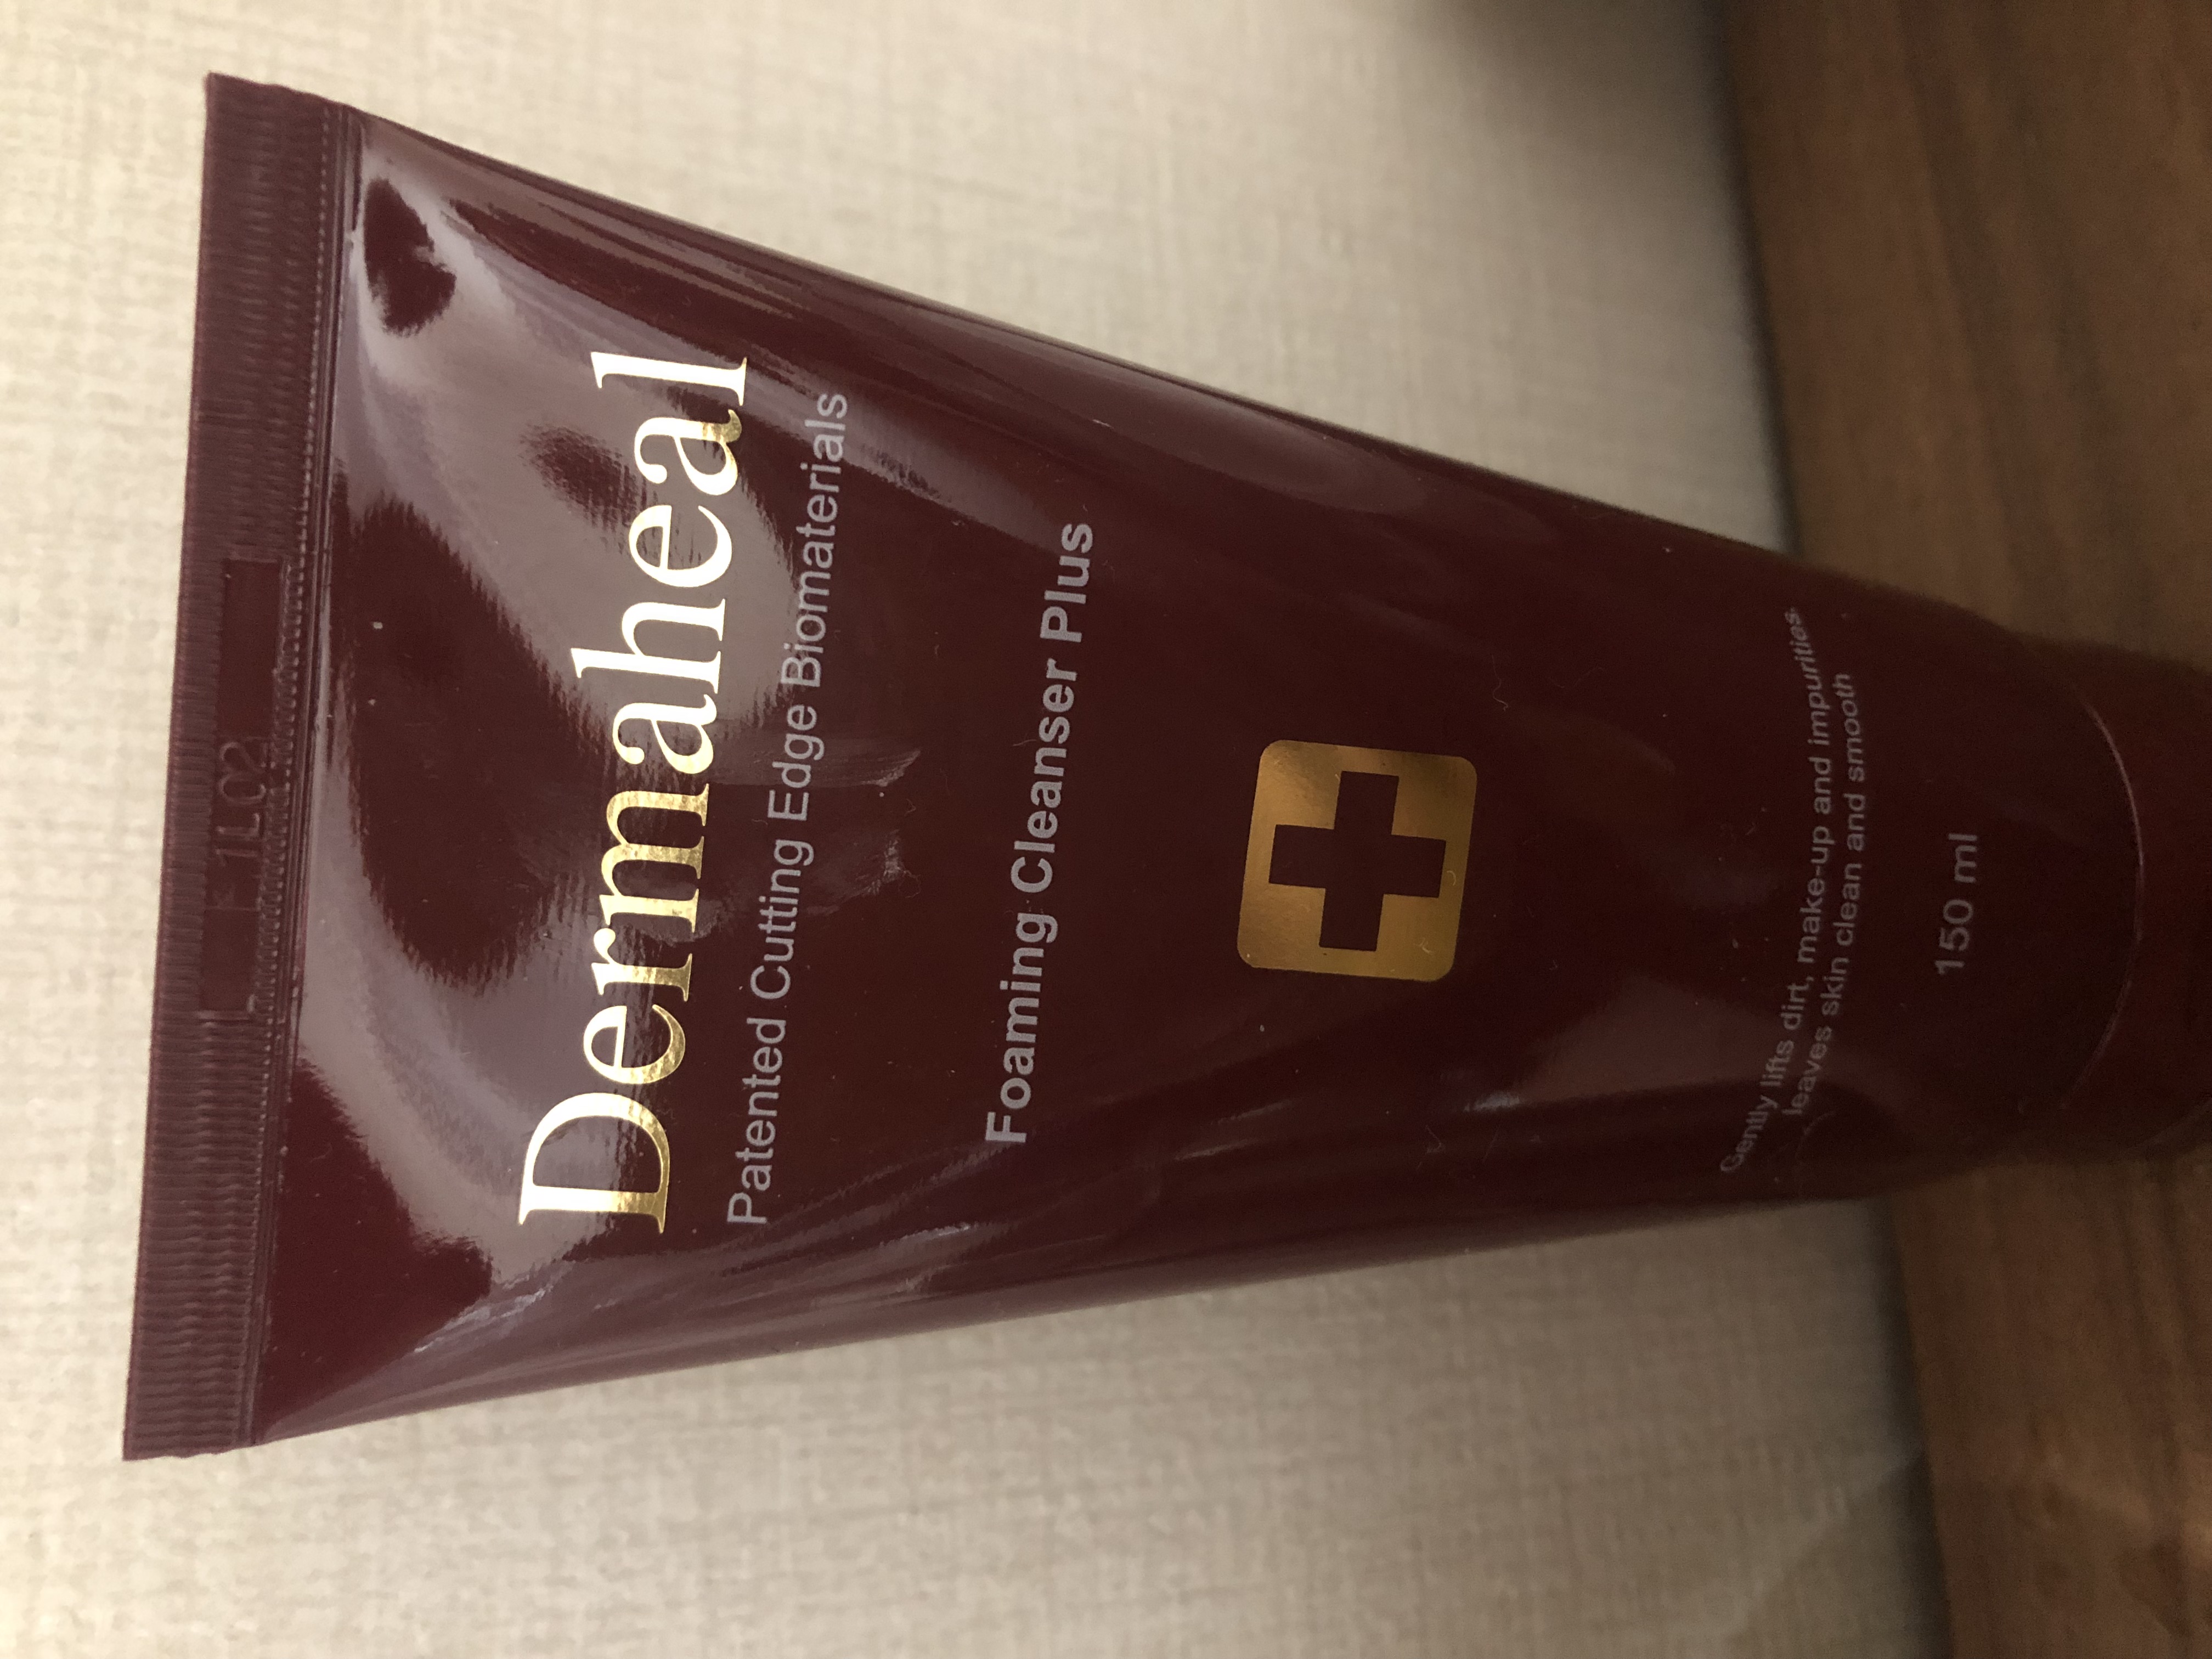 1L02
Dermaheal
Patented Cutting Edge Biomaterials
Foaming Cleanser Plus
Gently lifts dirt, make-up and impurities
leaves skin clean and smooth
150 ml